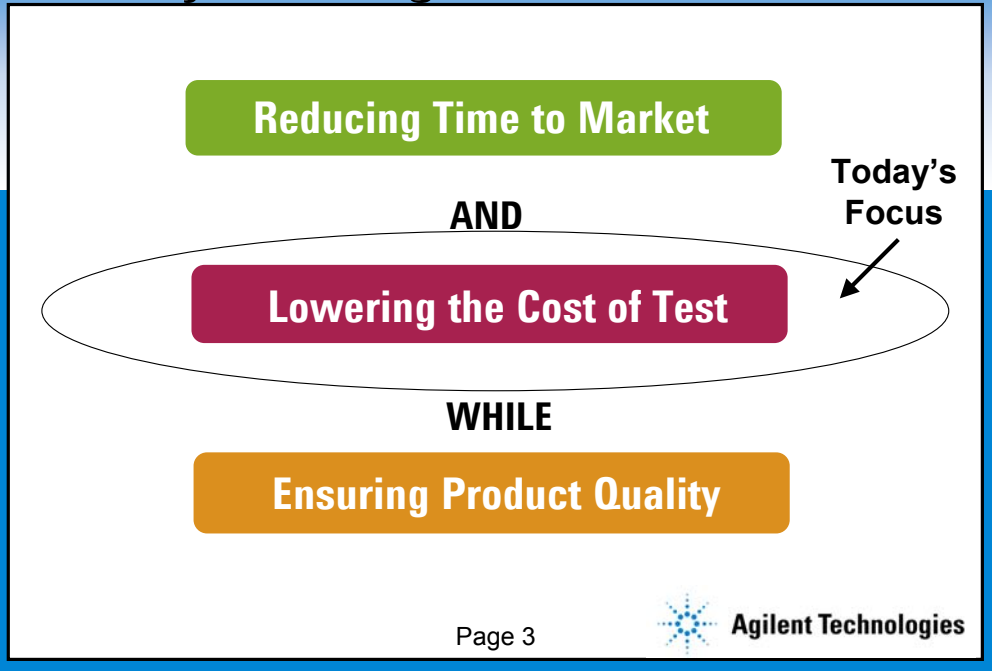 Reducing Time to Market
Today's
Focus
AND
Lowering the Cost of Test
WHILE
Ensuring Product Quality
Page 3
Agilent Technologies